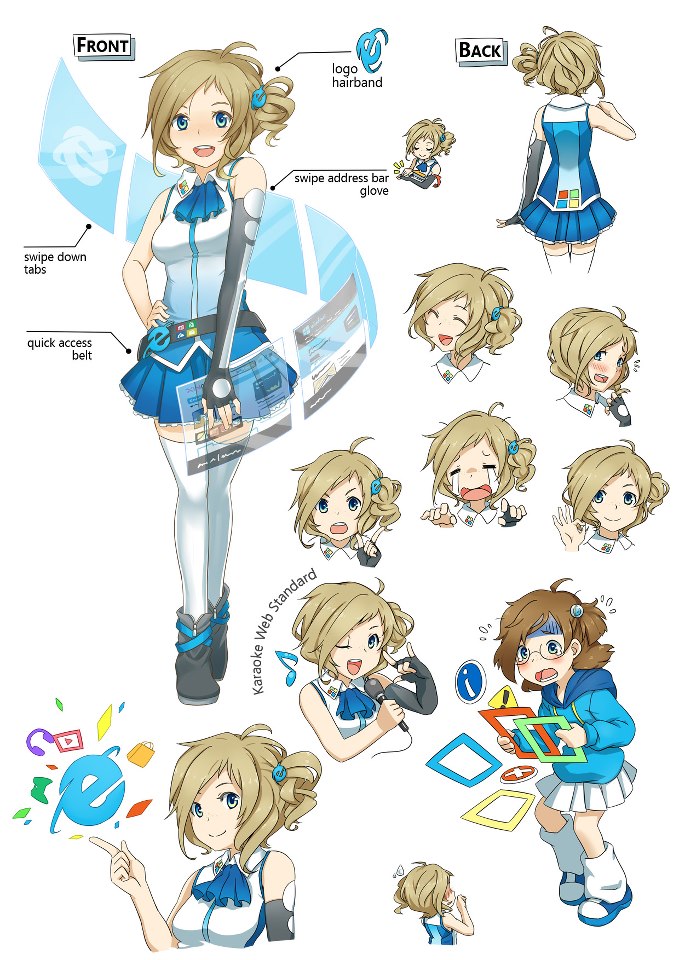 FRONT
BACK
logo
hairband
swipe address bar
glove
swipe down
tabs
quick access
belt
Karaoke Web Standard